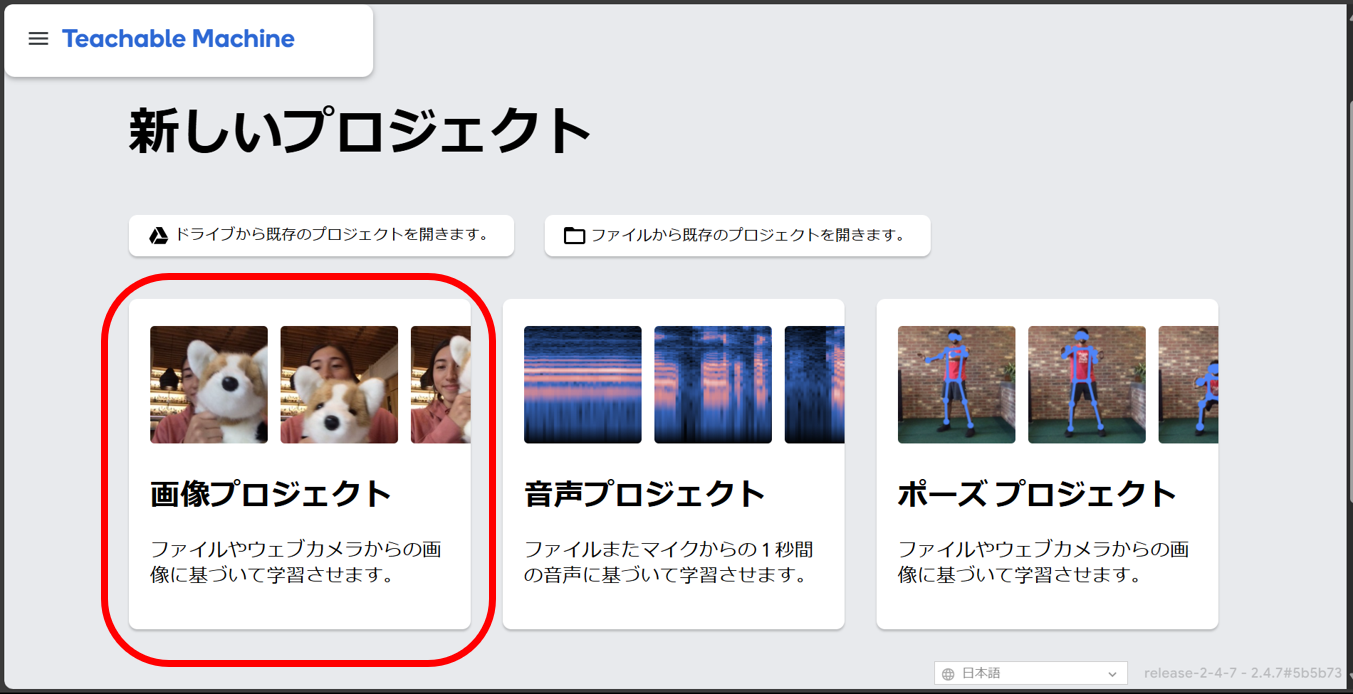 Teachable Machine
新しいプロジェクト
ドライブから既存のプロジェクトを開きます。
ファイルから既存のプロジェクトを開きます。
画像プロジェクト
ファイルやウェブカメラからの画
像に基づいて学習させます。
音声プロジェクト
ファイルまたマイクからの１秒間
の音声に基づいて学習させます。
ポーズ プロジェクト
ファイルやウェブカメラからの画
像に基づいて学習させます。
日本語
release-2-4-7 - 2.4.7#5b5b73